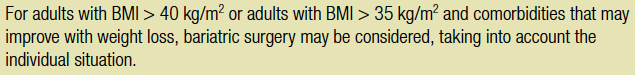 For adults with BMI > 40 kg/m² or adults with BMI > 35 kg/m² and comorbidities that may
improve with weight loss, bariatric surgery may be considered, taking into account the
individual situation.